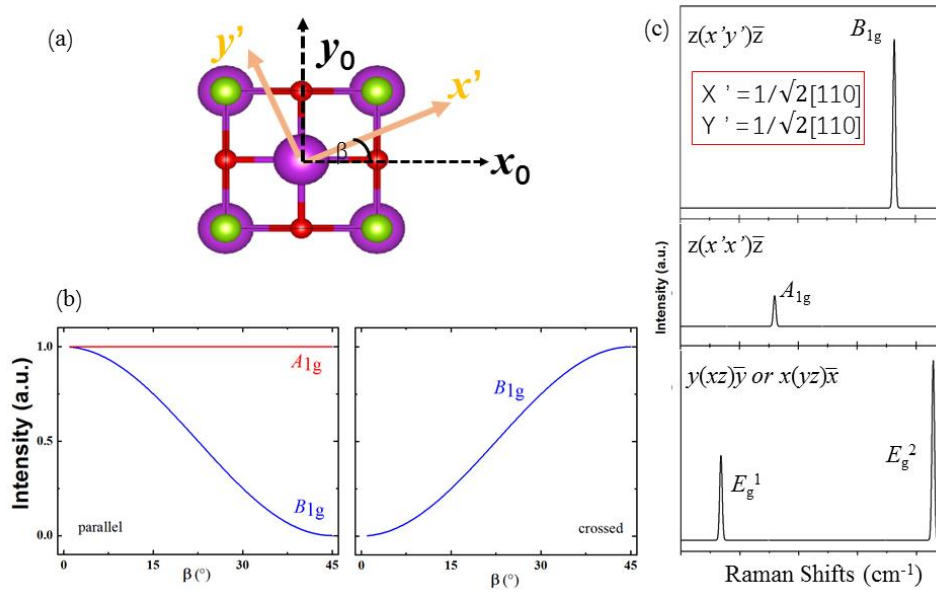 (a)
y'
y₀
x'
β
x₀
(b)
Intensity (a.u.)
1.0
0.5
0.0
A1g
B1g
parallel
0
15
30
45
β (°)
B1g
crossed
0
15
30
45
β (°)
(c)
z(x'y')z̅
B1g
X ' = 1/√2[110]
Y ' = 1/√2[110]
Intensity (a.u.)
z(x'x')z̅
A1g
y(xz)y̅ or x(yz)x̅
Eg¹
Eg²
Raman Shifts (cm⁻¹)